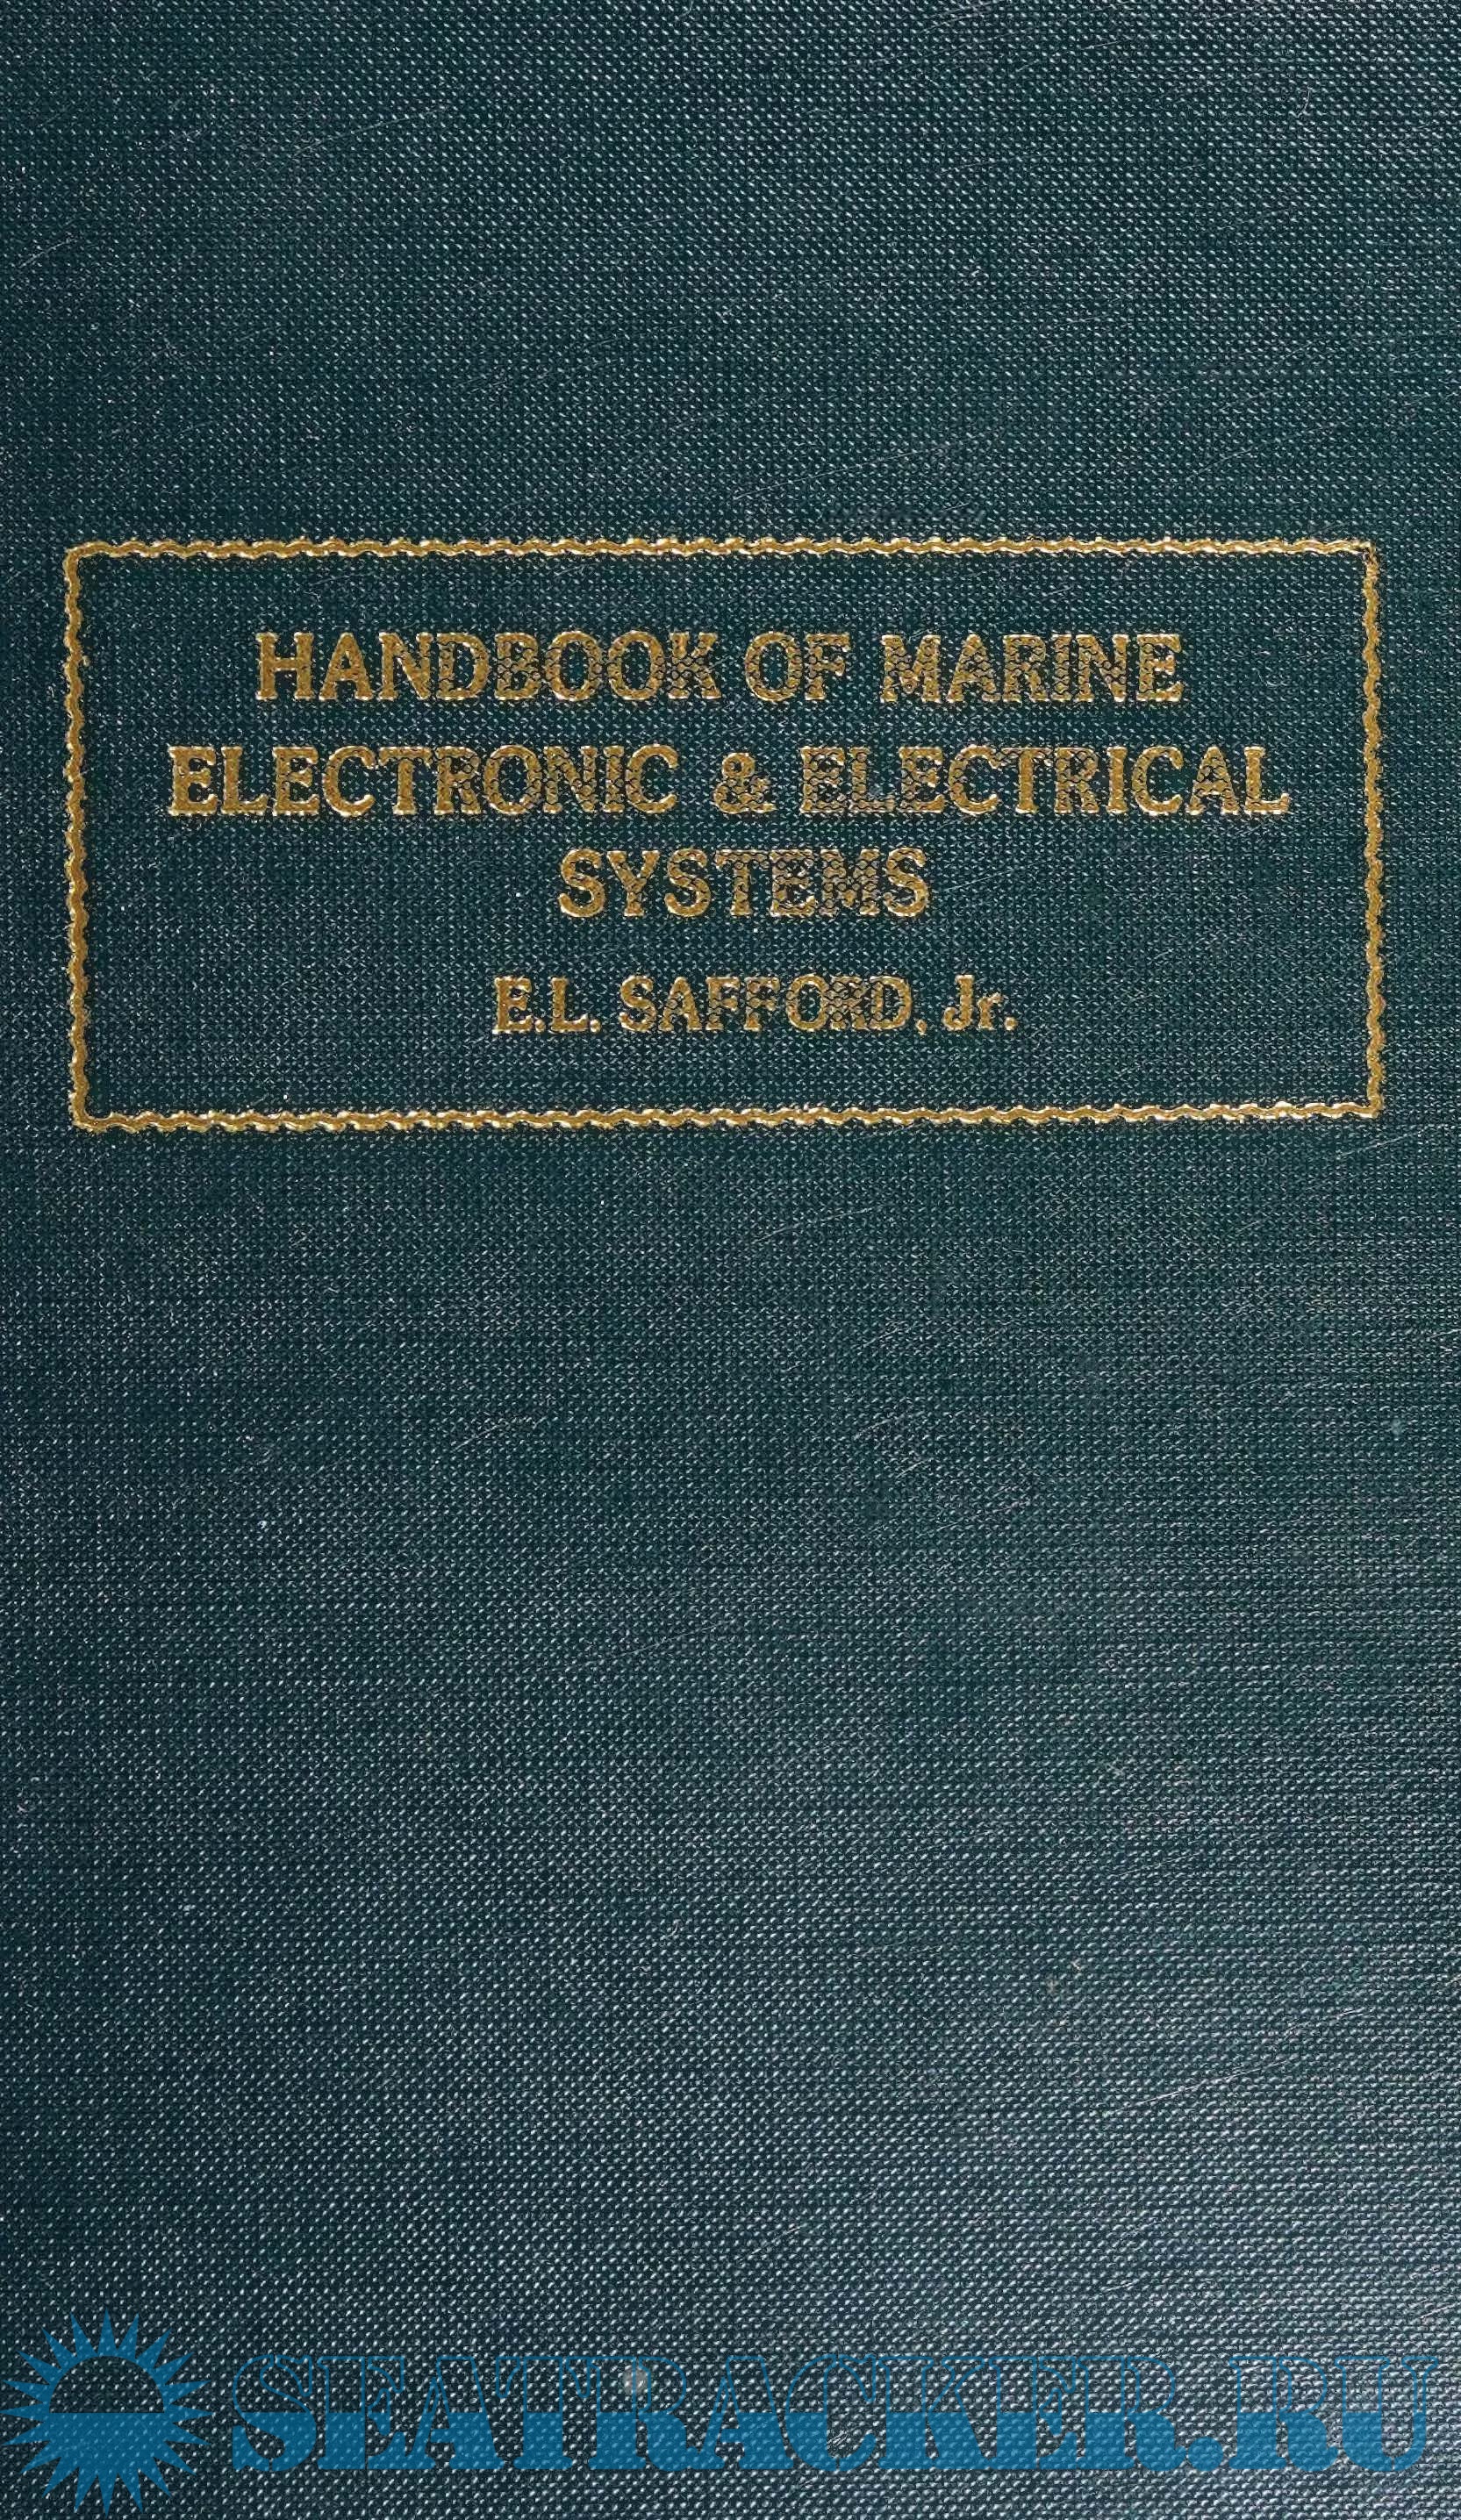 HANDBOOK OF MARINE
ELECTRONIC & ELECTRICAL
SYSTEMS
E.L. SAFFORD, Jr.
SEATRACKER.RU